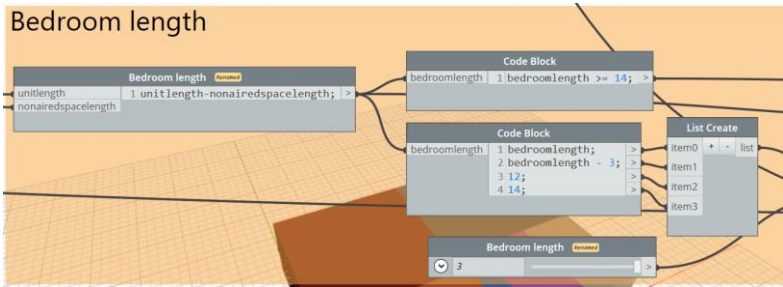 Bedroom length
Bedroom length Renamed
unitlength
nonairedspacelength
1 unitlength-nonairedspacelength; >
Code Block
bedroomlength 1 bedroomlength >= 14; >
Code Block
bedroomlength 1 bedroomlength; >
2 bedroomlength - 3; >
3 12; >
4 14; >
List Create
item0 + - list
item1
item2
item3
Bedroom length Renamed
3 >